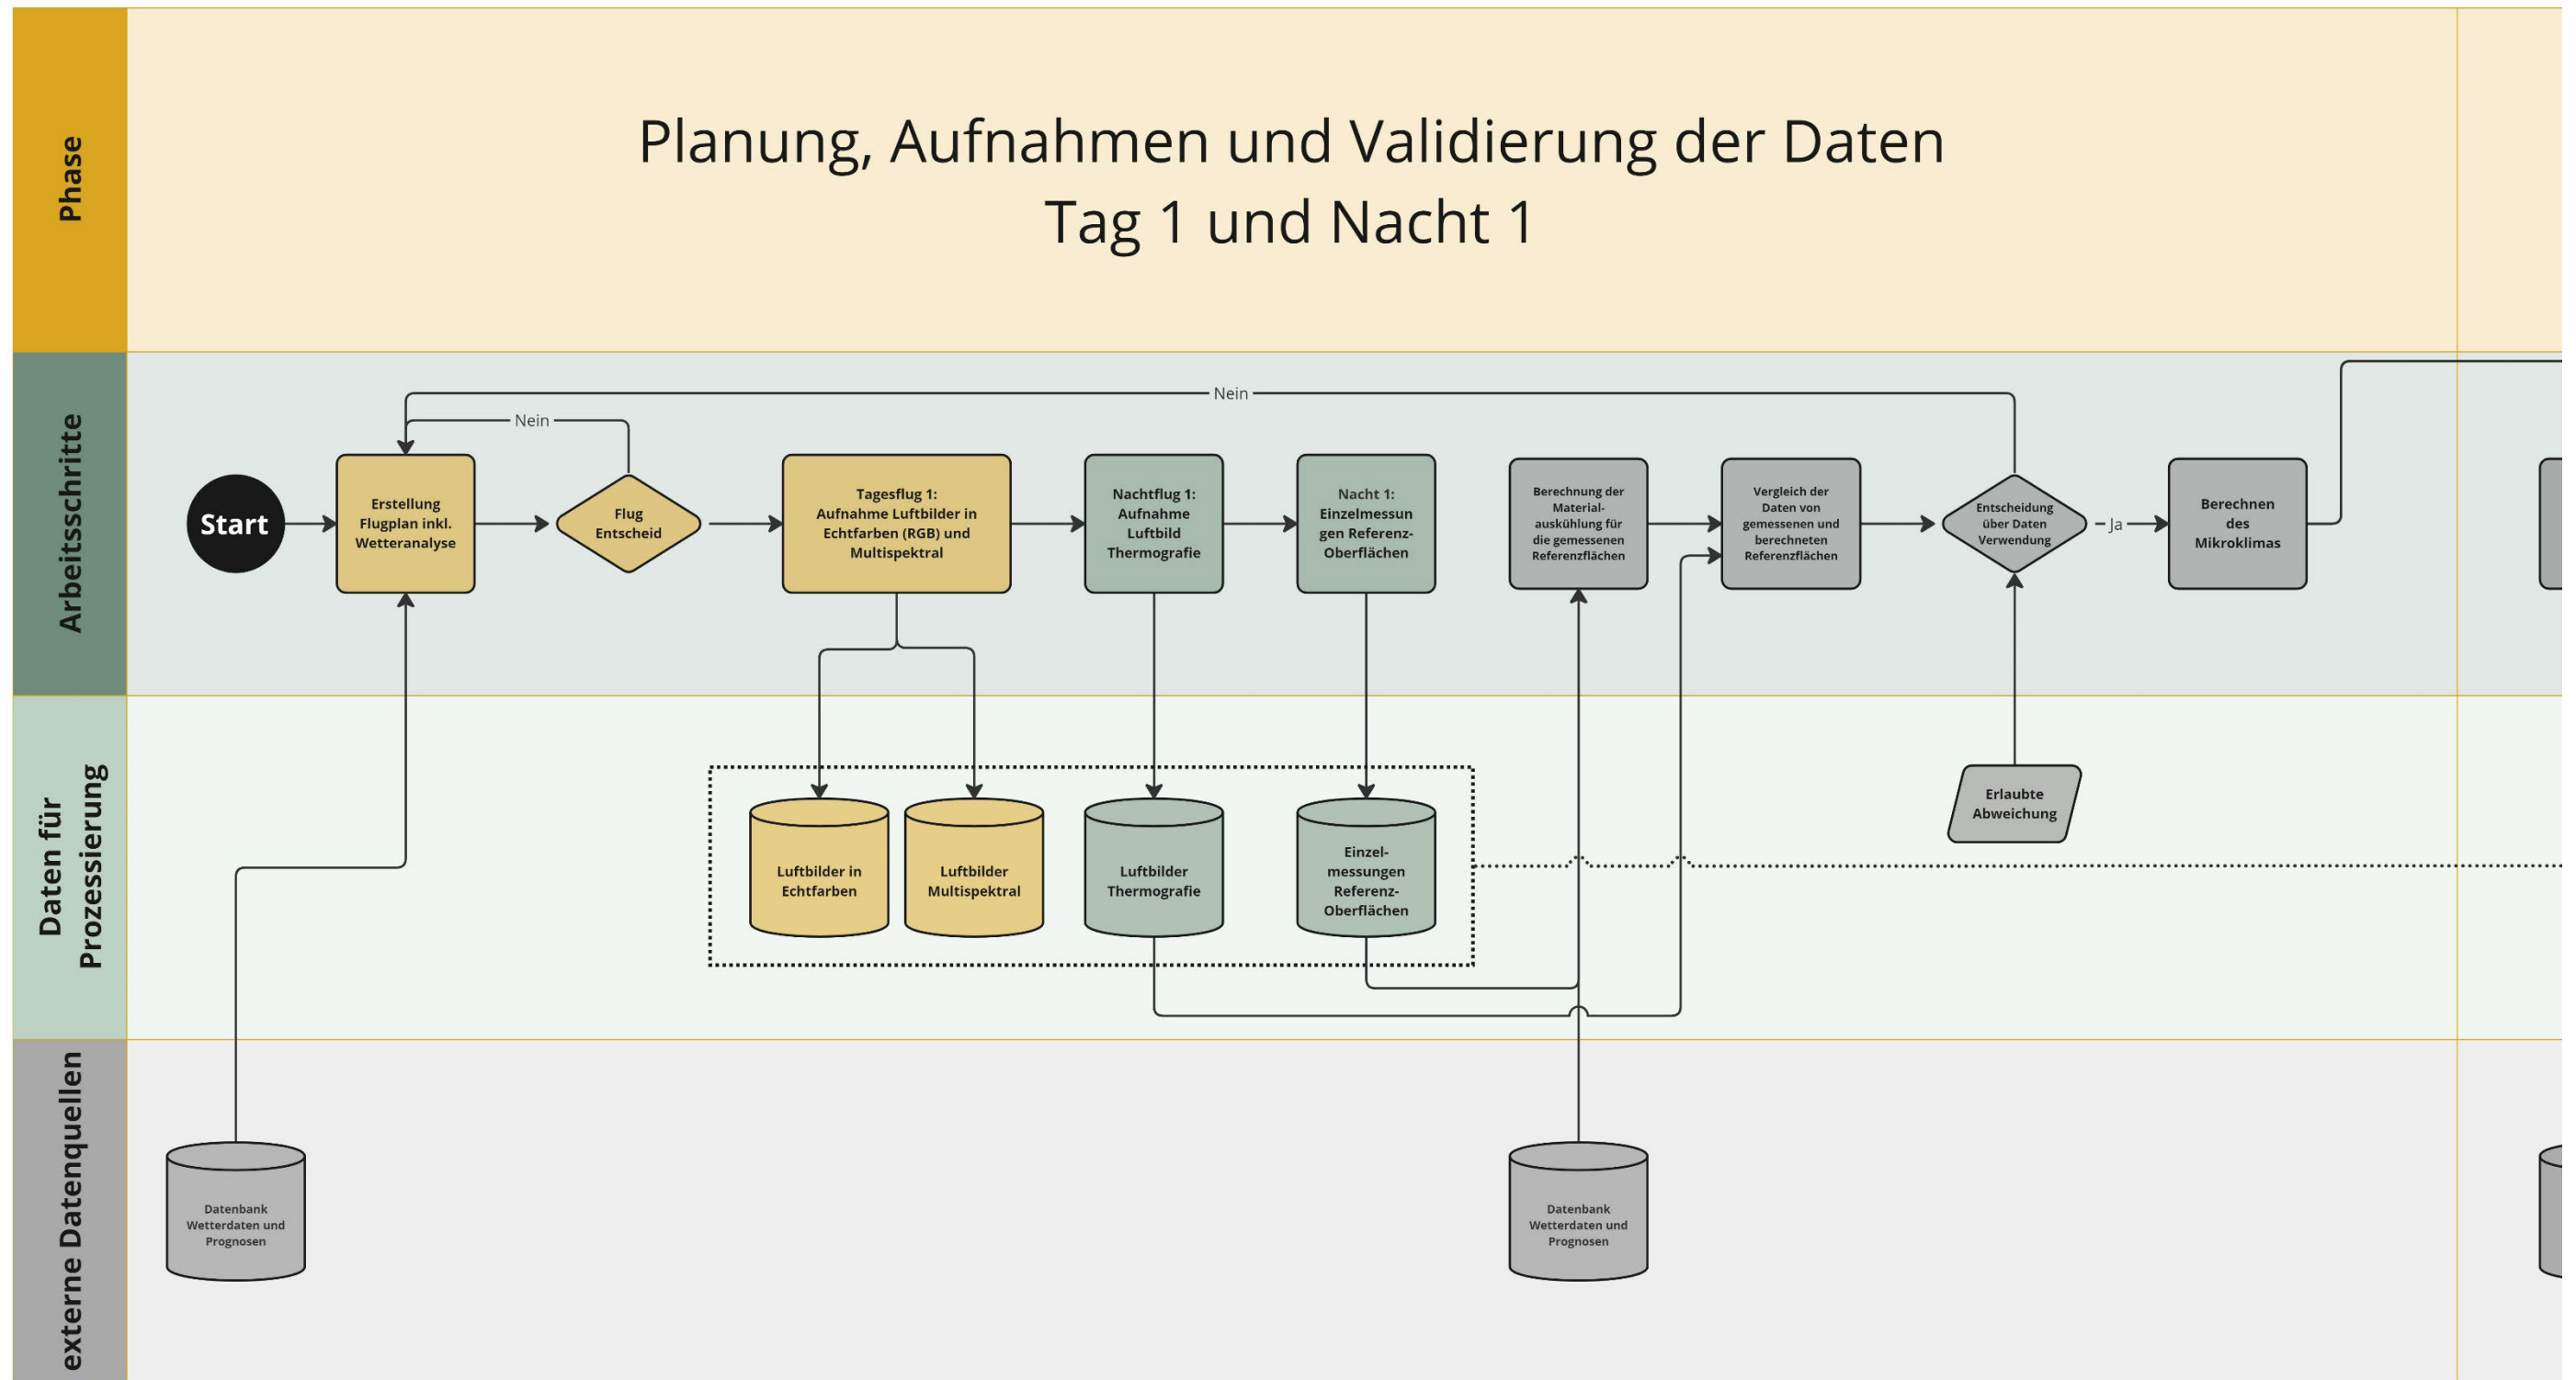 Phase
Planung, Aufnahmen und Validierung der Daten
Tag 1 und Nacht 1
Arbeitsschritte
Nein
Nein
Start
Erstellung
Flugplan inkl.
Wetteranalyse
Flug
Entscheid
Tagesflug 1:
Aufnahme Luftbilder in
Echtfarben (RGB) und
Multispektral
Nachtflug 1:
Aufnahme
Luftbild
Thermografie
Nacht 1:
Einzelmessun
gen Referenz-
Oberflächen
Berechnung der
Material-
auskühlung für
die gemessenen
Referenzflächen
Vergleich der
Daten von
gemessenen und
berechneten
Referenzflächen
Entscheidung
über Daten
Verwendung
Ja
Berechnen
des
Mikroklimas
Daten für
Prozessierung
Luftbilder in
Echtfarben
Luftbilder
Multispektral
Luftbilder
Thermografie
Einzel-
messungen
Referenz-
Oberflächen
Erlaubte
Abweichung
externe Datenquellen
Datenbank
Wetterdaten und
Prognosen
Datenbank
Wetterdaten und
Prognosen